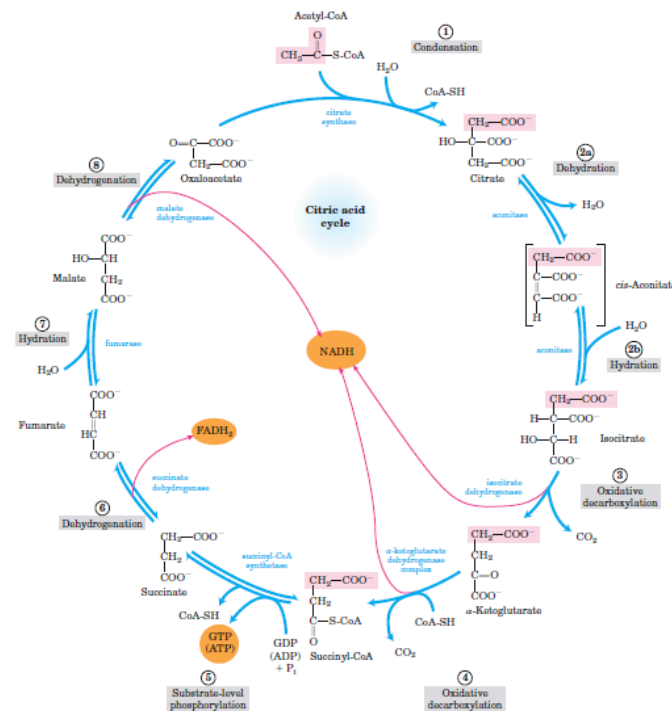 Acetyl-CoA
O
CH₃—C—S-CoA
①
Condensation
H₂O
CoA-SH
citrate
synthase
O=C—COO⁻
CH₂—COO⁻
Oxaloacetate
CH₂—COO⁻
HO—C—COO⁻
CH₂—COO⁻
Citrate
2a
Dehydration
H₂O
aconitase
⑧
Dehydrogenation
malate
dehydrogenase
Citric acid
cycle
COO⁻
HO—CH
CH₂
COO⁻
Malate
CH₂—COO⁻
C—COO⁻
C—COO⁻
H
cis-Aconitate
⑦
Hydration
H₂O
fumarase
NADH
aconitase
H₂O
2b
Hydration
COO⁻
CH
HC
COO⁻
Fumarate
FADH₂
CH₂—COO⁻
H—C—COO⁻
HO—C—H
COO⁻
Isocitrate
succinate
dehydrogenase
isocitrate
dehydrogenase
③
Oxidative
decarboxylation
CO₂
⑥
Dehydrogenation
CH₂—COO⁻
CH₂
COO⁻
Succinate
succinyl-CoA
synthetase
α-ketoglutarate
dehydrogenase
complex
CH₂—COO⁻
CH₂
C—O
COO⁻
α-Ketoglutarate
CH₂—COO⁻
CH₂
C—S-CoA
O
Succinyl-CoA
CoA-SH
GTP
(ATP)
GDP
(ADP)
+ Pᵢ
CoA-SH
CO₂
⑤
Substrate-level
phosphorylation
④
Oxidative
decarboxylation